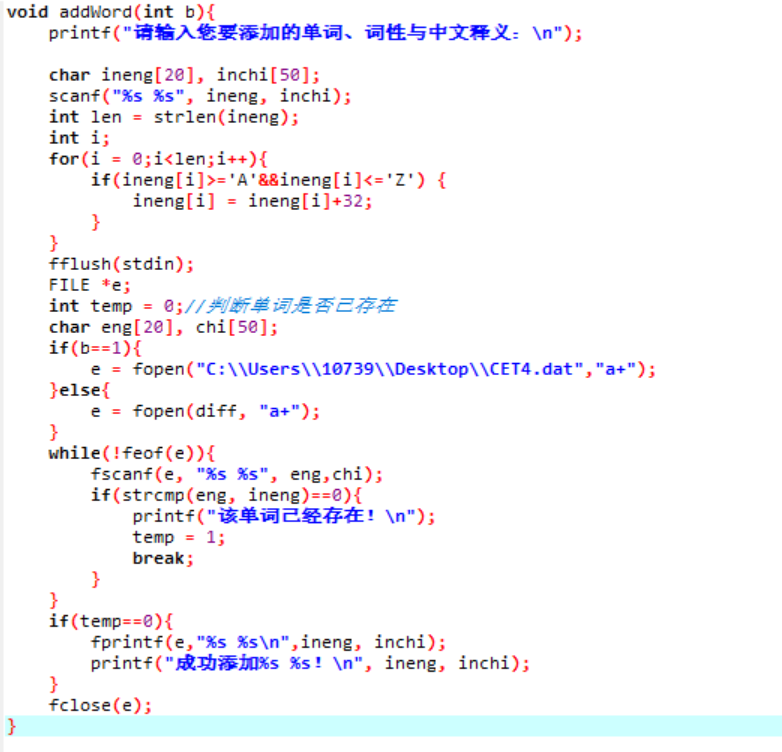 void addWord(int b){
    printf("请输入您要添加的单词、词性与中文释义：\n");
    char ineng[20], inchi[50];
    scanf("%s %s", ineng, inchi);
    int len = strlen(ineng);
    int i;
    for(i = 0;i<len;i++){
        if(ineng[i]>='A'&&ineng[i]<='Z') {
            ineng[i] = ineng[i]+32;
        }
    }
    fflush(stdin);
    FILE *e;
    int temp = 0;//判断单词是否已存在
    char eng[20], chi[50];
    if(b==1){
        e = fopen("C:\\Users\\10739\\Desktop\\CET4.dat","a+");
    }else{
        e = fopen(diff, "a+");
    }
    while(!feof(e)){
        fscanf(e, "%s %s", eng,chi);
        if(strcmp(eng, ineng)==0){
            printf("该单词已经存在！\n");
            temp = 1;
            break;
        }
    }
    if(temp==0){
        fprintf(e,"%s %s\n",ineng, inchi);
        printf("成功添加%s %s！\n", ineng, inchi);
    }
    fclose(e);
}